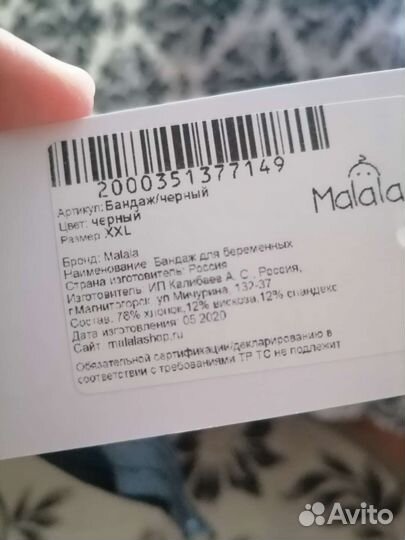 2000351377149
Артикул: Бандаж/черный
Цвет: черный
Размер: XXL
Malala
Бренд: Malala
Наименование: Бандаж для беременных
Страна изготовитель: Россия
Изготовитель: ИП Калибаев А. С., Россия,
г.Магнитогорск, ул Мичурина, 132-37
Состав: 76% хлопок,12% вискоза,12% спандекс
Дата изготовления: 05.2020
Сайт: malalashop.ru
Обязательной сертификации/декларированию в
соответствии с требованиями ТР ТС не подлежит
Avito